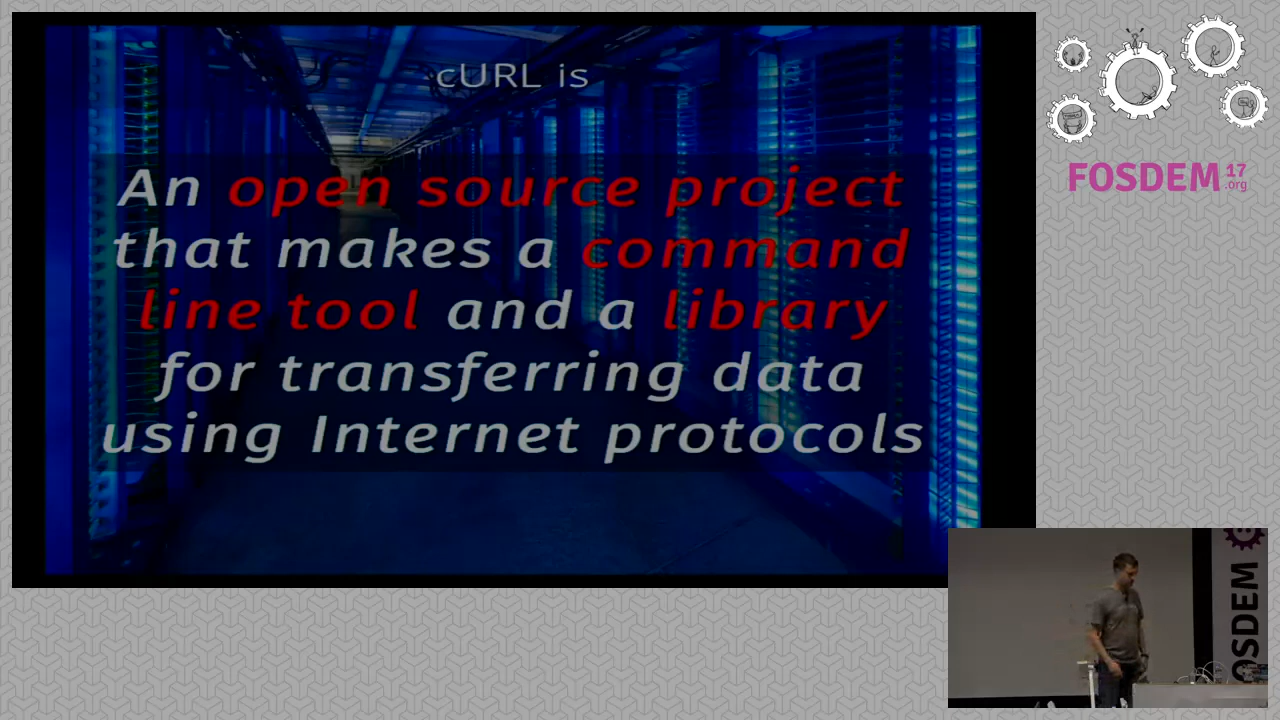 cURL is
An open source project
that makes a command
line tool and a library
for transferring data
using Internet protocols
FOSDEM 17
.org
FOSDEM